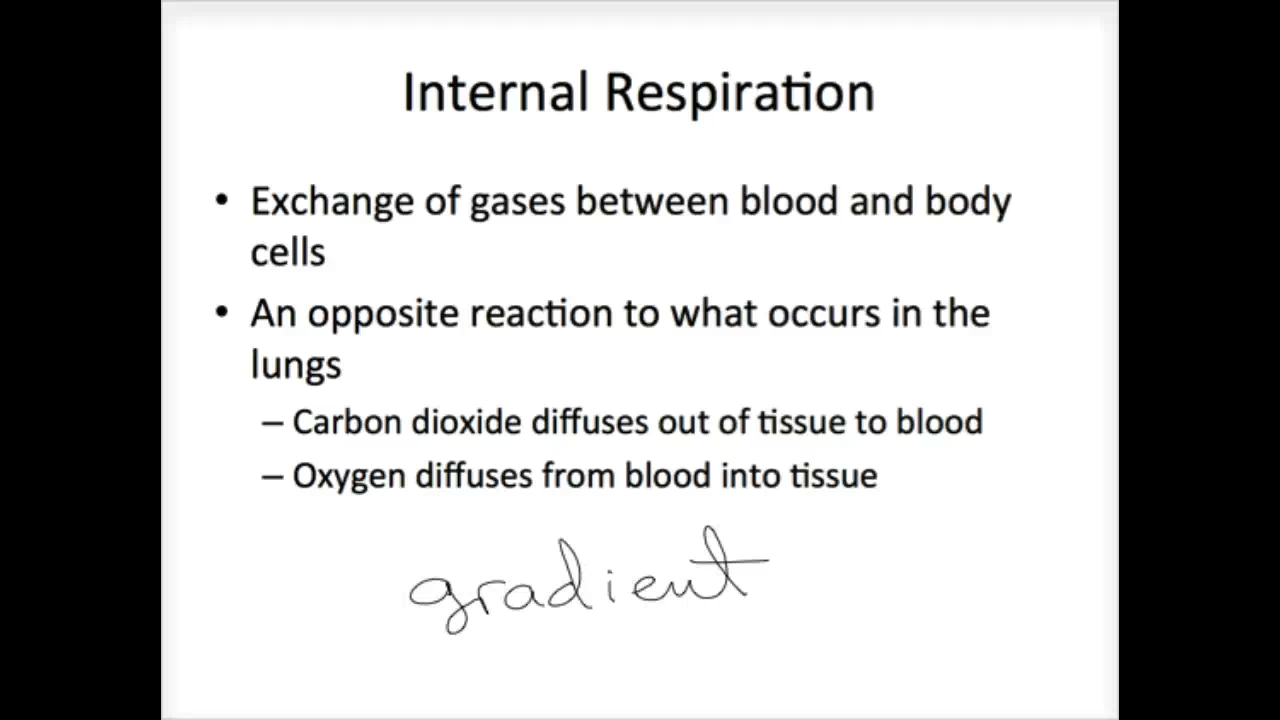 Internal Respiration
• Exchange of gases between blood and body
cells
• An opposite reaction to what occurs in the
lungs
– Carbon dioxide diffuses out of tissue to blood
– Oxygen diffuses from blood into tissue
gradient